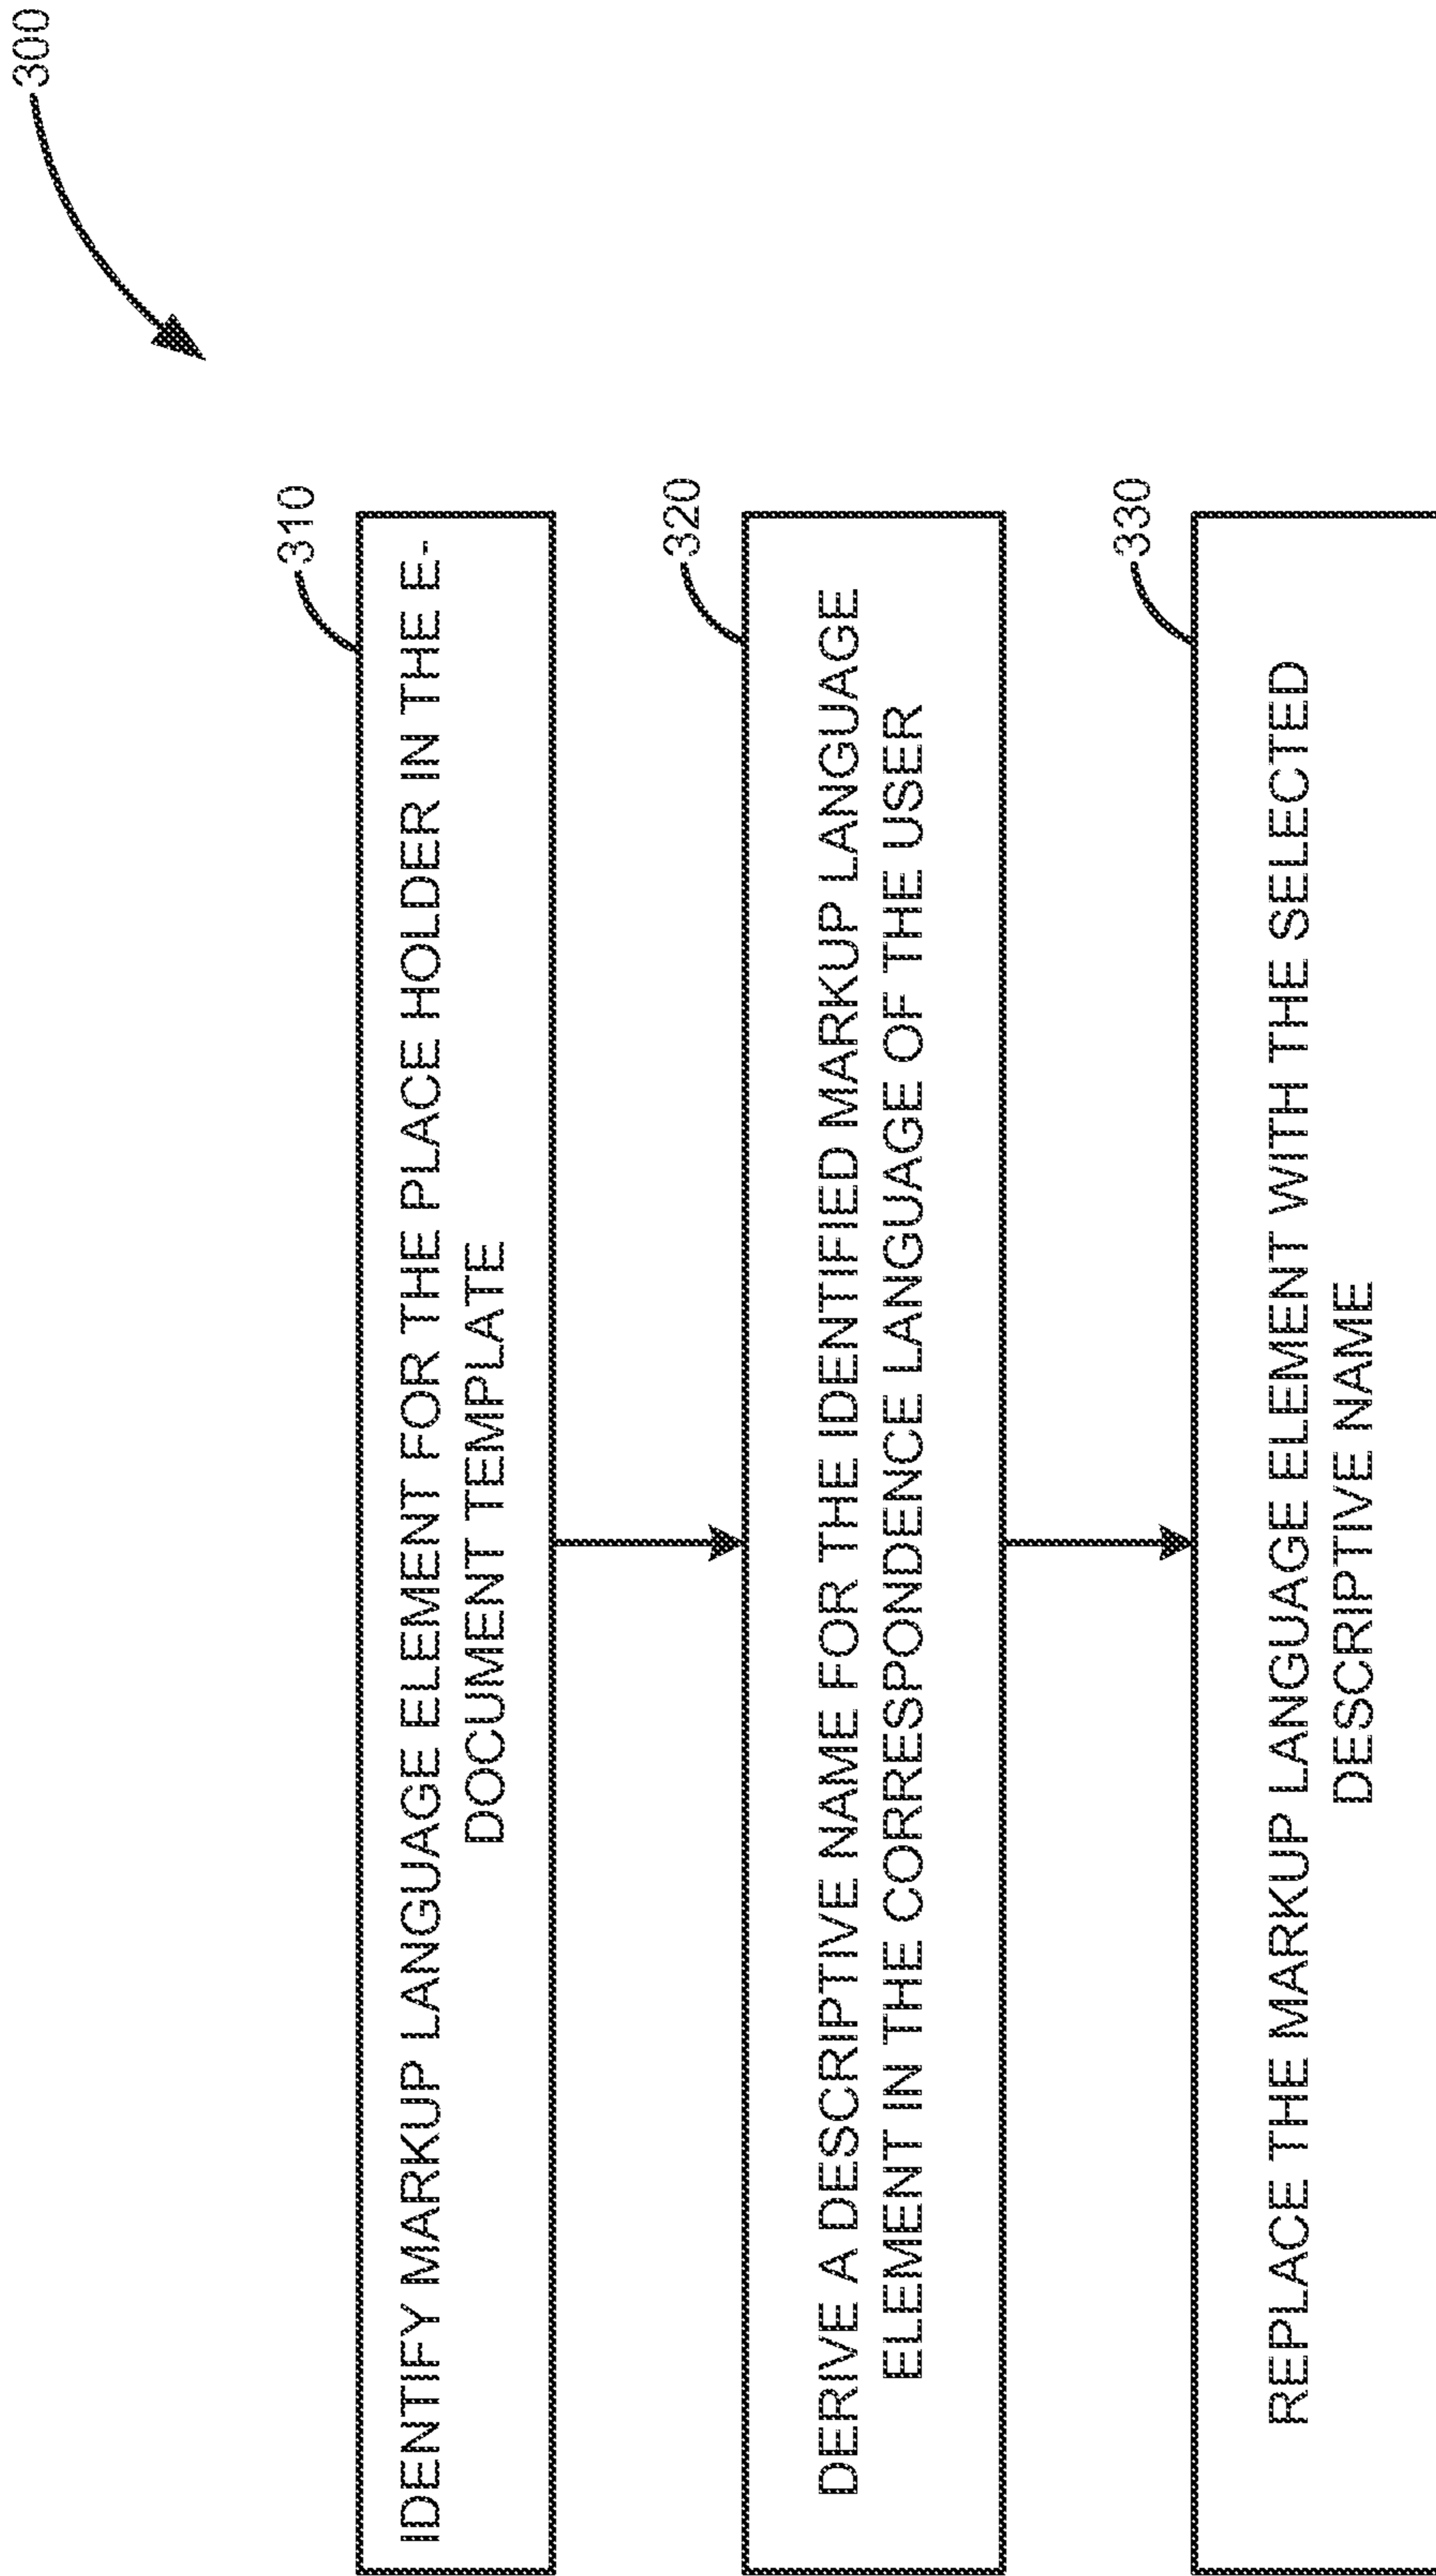 300
310
IDENTIFY MARKUP LANGUAGE ELEMENT FOR THE PLACE HOLDER IN THE E-
DOCUMENT TEMPLATE
320
DERIVE A DESCRIPTIVE NAME FOR THE IDENTIFIED MARKUP LANGUAGE
ELEMENT IN THE CORRESPONDENCE LANGUAGE OF THE USER
330
REPLACE THE MARKUP LANGUAGE ELEMENT WITH THE SELECTED
DESCRIPTIVE NAME